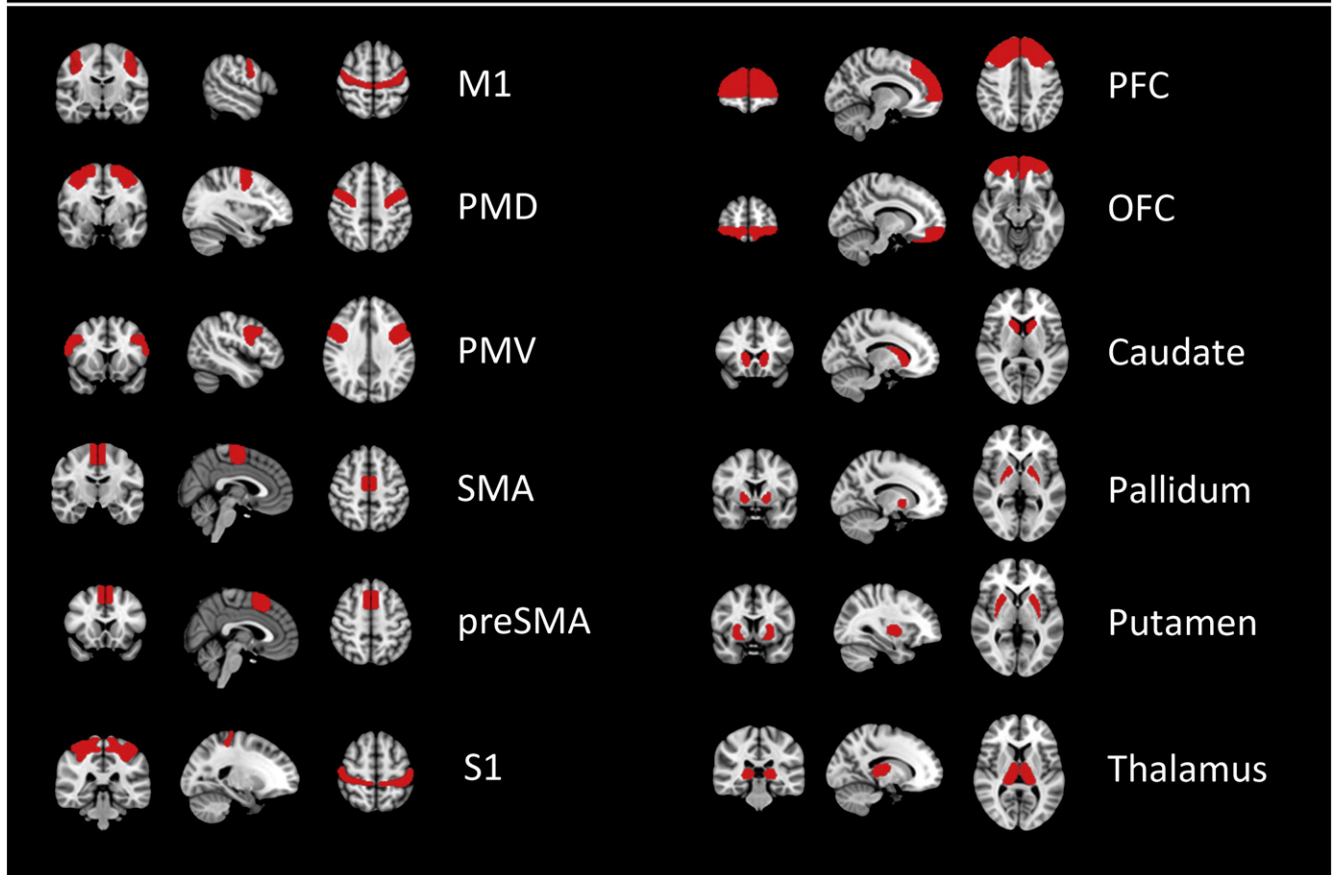 M1
PMD
PMV
SMA
preSMA
S1
PFC
OFC
Caudate
Pallidum
Putamen
Thalamus